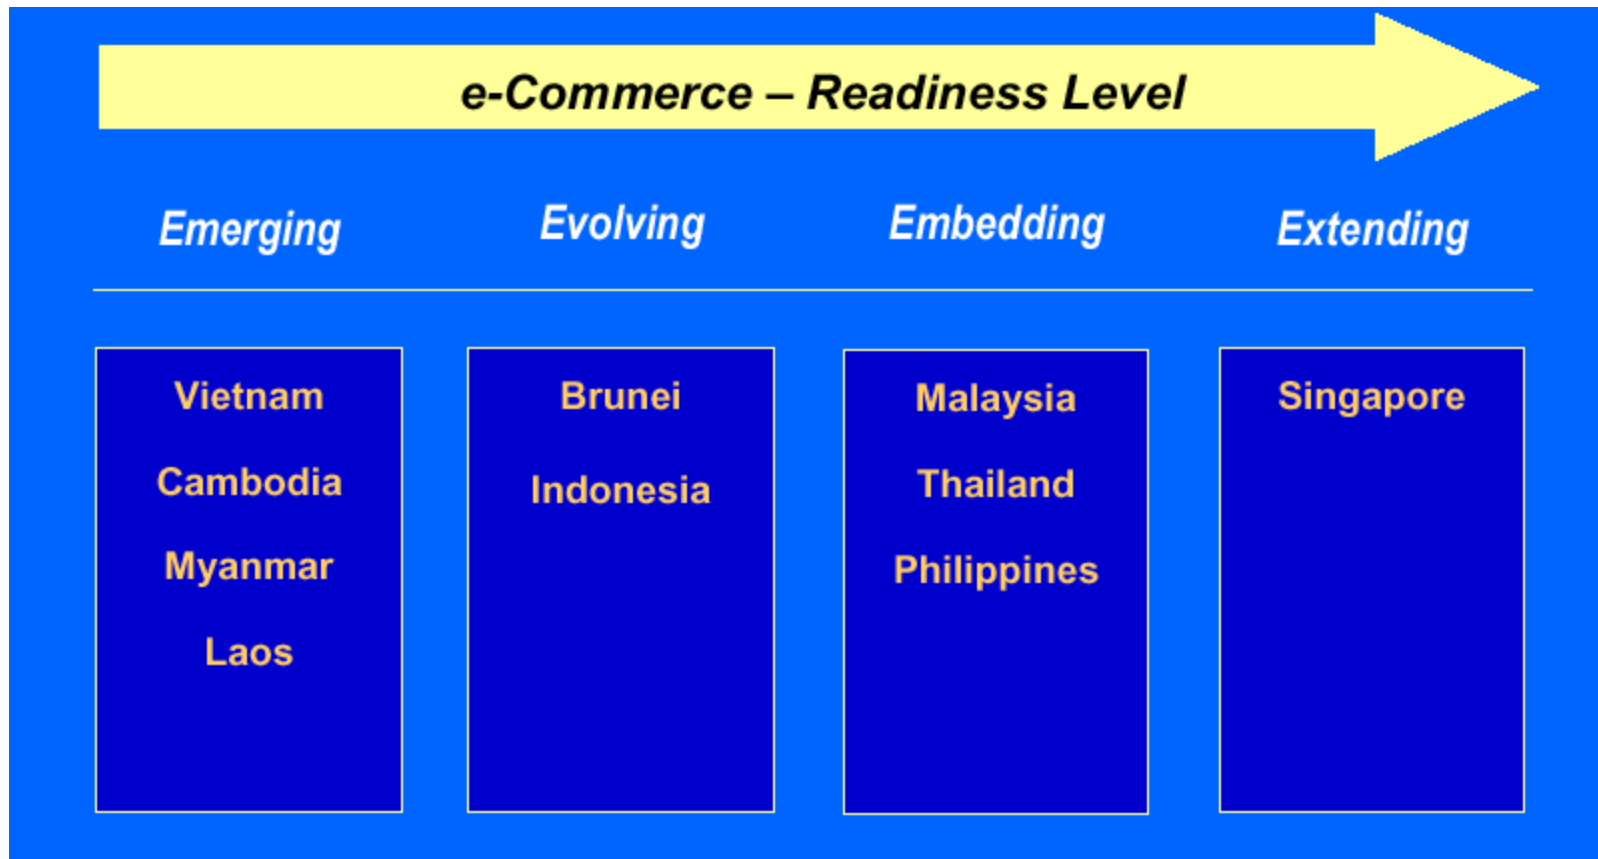 e-Commerce – Readiness Level
Emerging
Evolving
Embedding
Extending
Vietnam
Cambodia
Myanmar
Laos
Brunei
Indonesia
Malaysia
Thailand
Philippines
Singapore